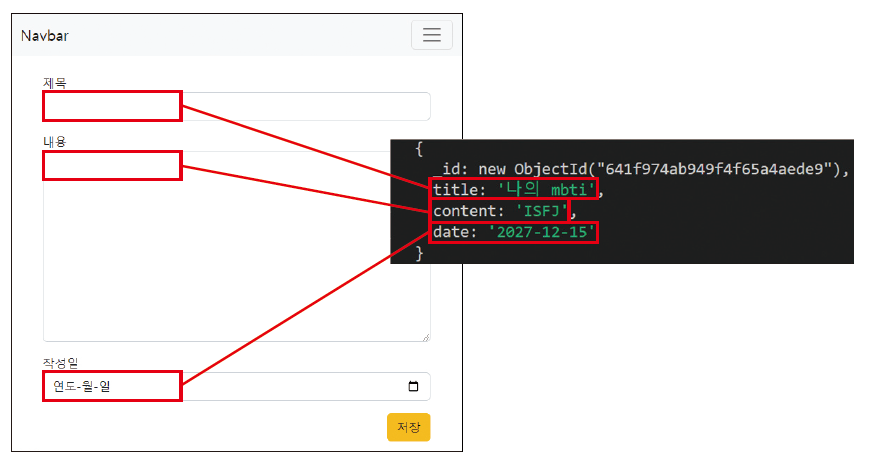 Navbar
제목
내용
{
_id: new ObjectId("641f974ab949f4f65a4aede9"),
title: '나의 mbti',
content: 'ISFJ',
date: '2027-12-15'
}
작성일
연도-월-일
저장